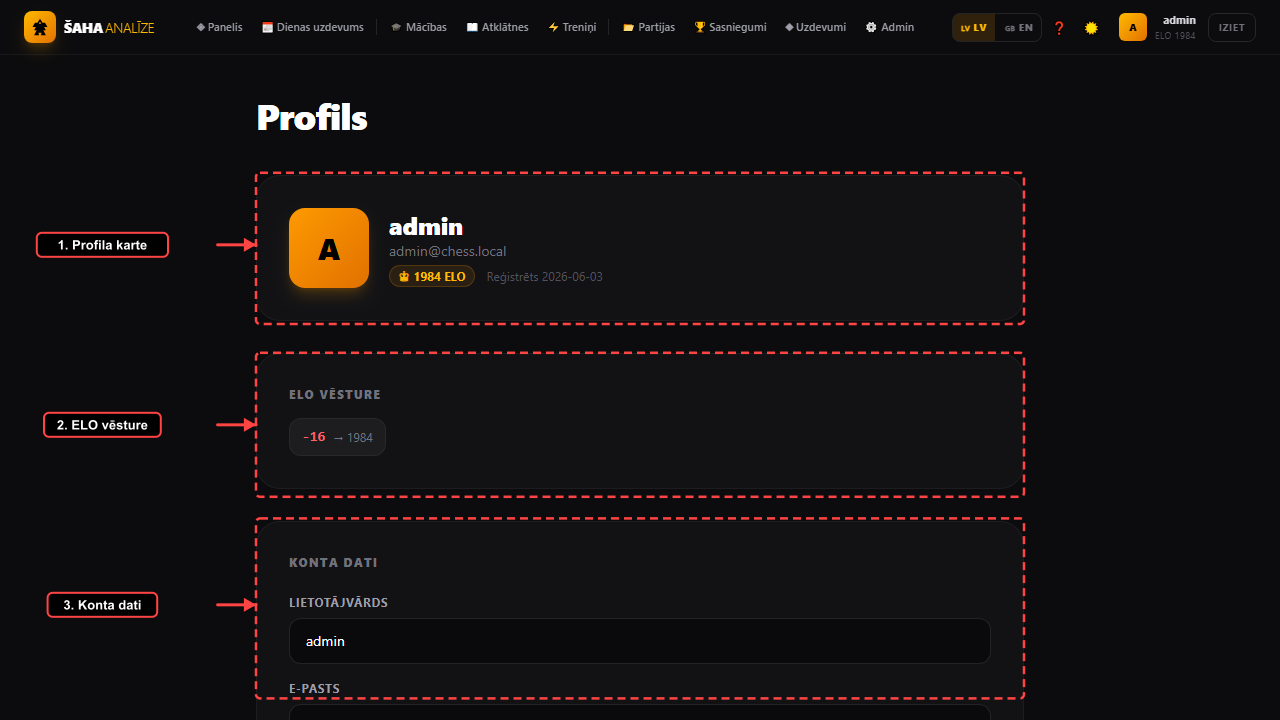 ŠAHA ANALĪZE
Panelis
Dienas uzdevums
Mācības
Atklātnes
Treniņi
Partijas
Sasniegumi
Uzdevumi
Admin
LV LV
GB EN
A
admin
ELO 1984
IZIET
Profils
1. Profila karte
A
admin
admin@chess.local
1984 ELO
Reģistrēts 2026-06-03
2. ELO vēsture
ELO VĒSTURE
-16 → 1984
3. Konta dati
KONTA DATI
LIETOTĀJVĀRDS
admin
E-PASTS